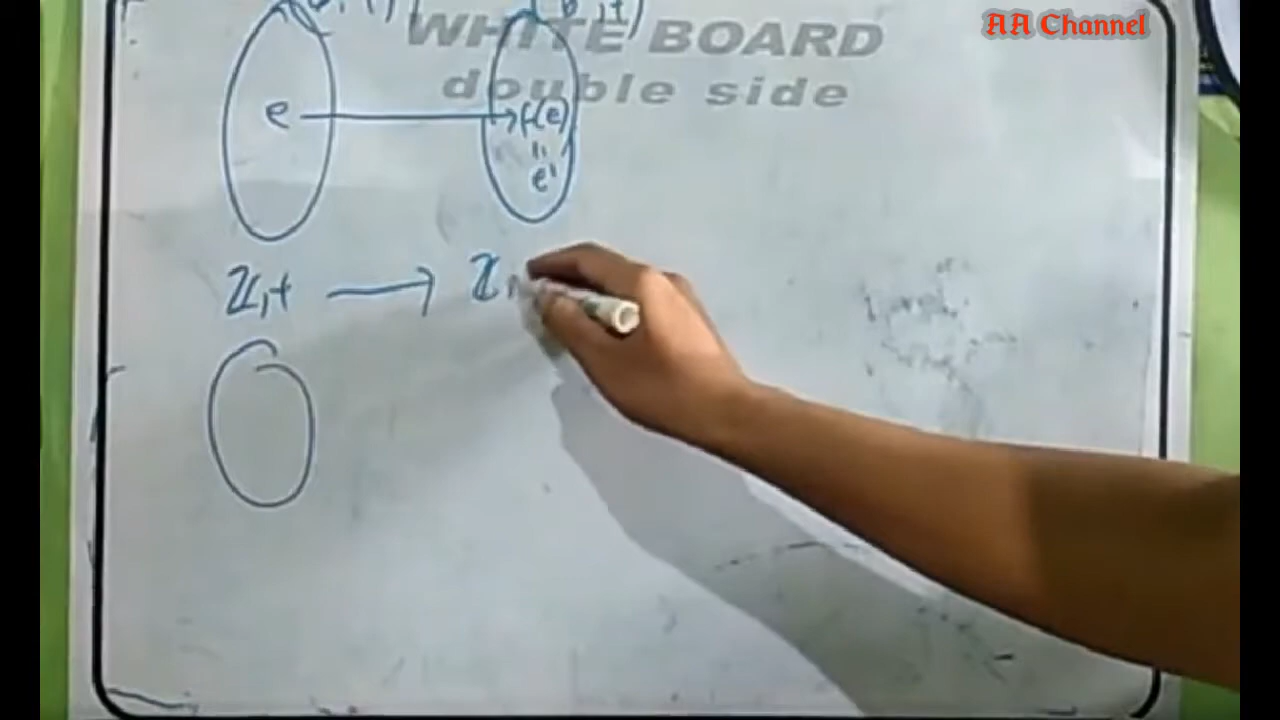 AA Channel
WHITE BOARD
double side
e → f(e)
"
e'
ℤ,+ → ℤ,